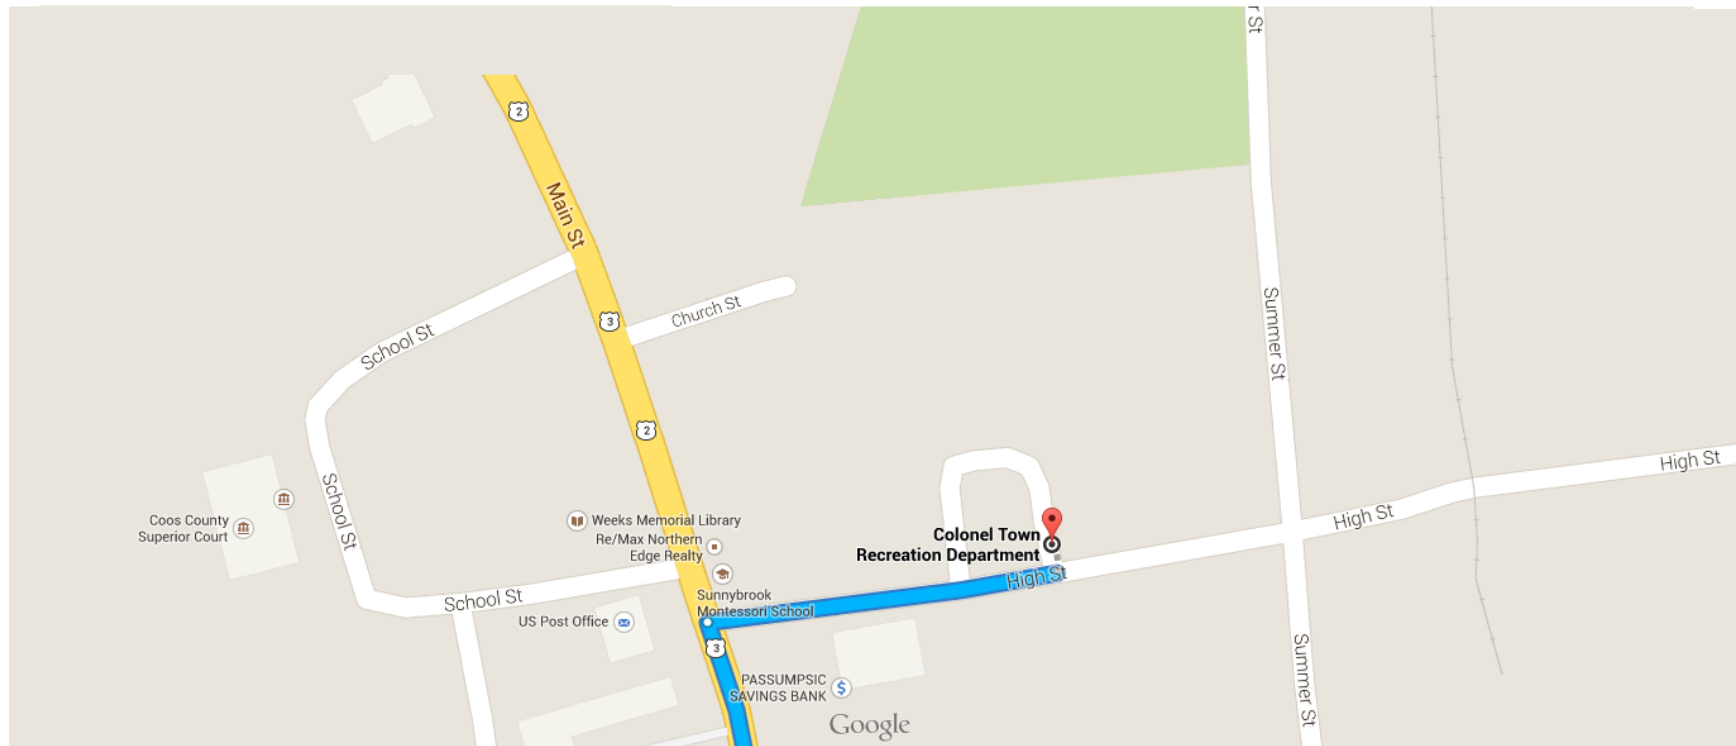 r St
2
Main St
3
Church St
School St
Summer St
2
High St
School St
High St
Coos County
Superior Court
Weeks Memorial Library
Re/Max Northern
Edge Realty
Colonel Town
Recreation Department
High St
School St
Sunnybrook
Montessori School
US Post Office
3
Summer St
PASSUMPSIC
SAVINGS BANK
$
Google